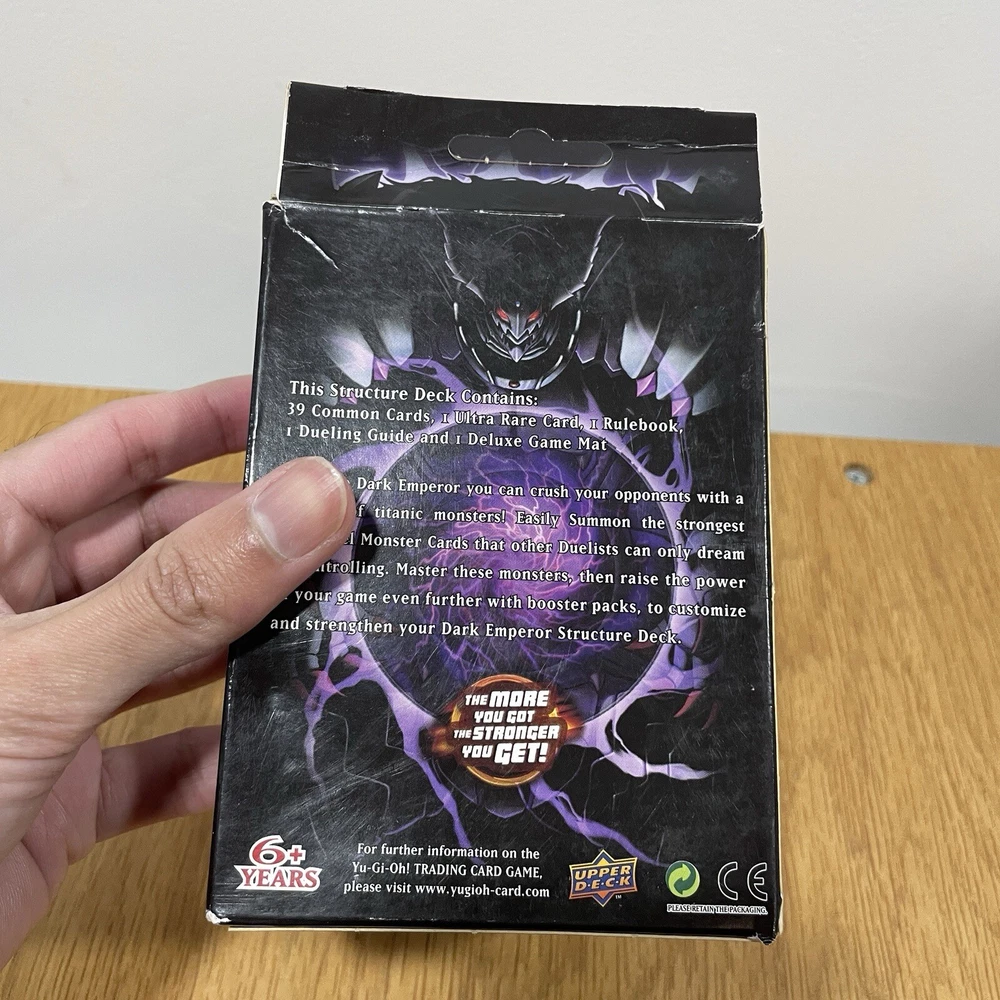 This Structure Deck Contains:
39 Common Cards, 1 Ultra Rare Card, 1 Rulebook,
1 Dueling Guide and 1 Deluxe Game Mat
Dark Emperor you can crush your opponents with a
titanic monsters! Easily Summon the strongest
Monster Cards that other Duelists can only dream
Master these monsters, then raise the power
your game even further with booster packs, to customize
and strengthen your Dark Emperor Structure Deck.
THE MORE
YOU GOT
THE STRONGER
YOU GET!
6+
YEARS
For further information on the
Yu-Gi-Oh! TRADING CARD GAME,
please visit www.yugioh-card.com
UPPER
D·E·C·K
TM
CE
PLEASE RETAIN THE PACKAGING.